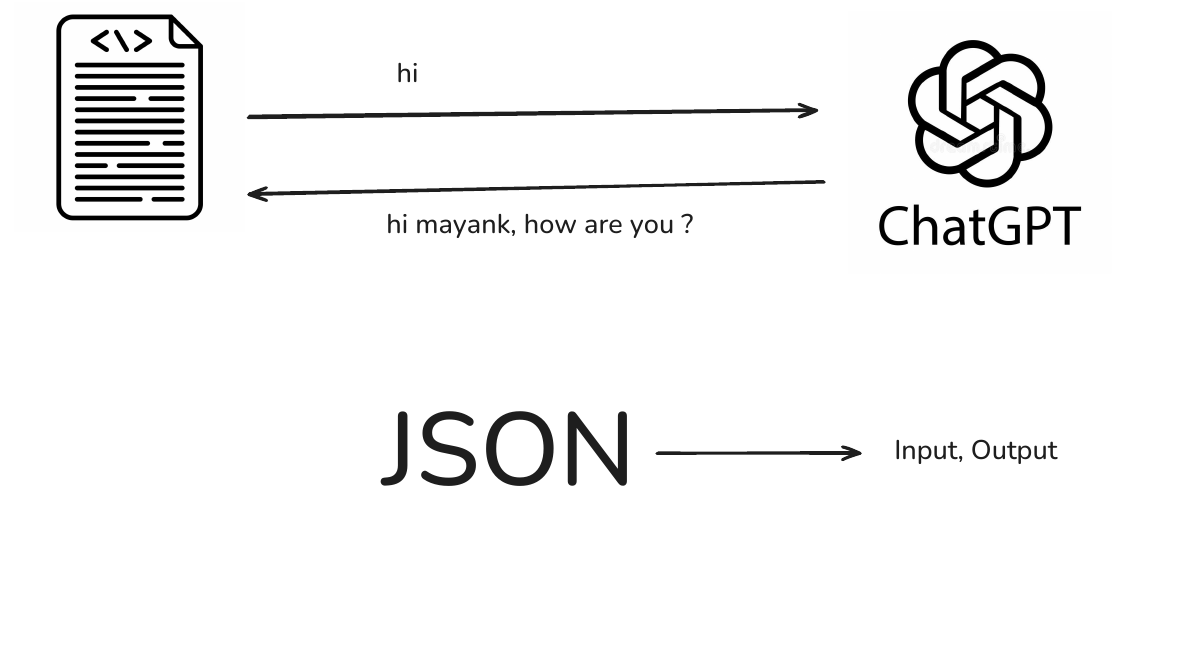 <\>
hi
hi mayank, how are you ?
ChatGPT
JSON
Input, Output